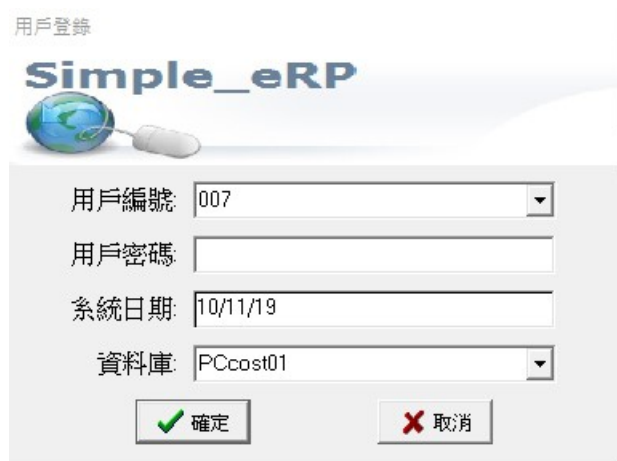 用戶登錄
Simple_eRP
用戶編號: 007
用戶密碼:
系統日期: 10/11/19
資料庫: PCcost01
確定 取消